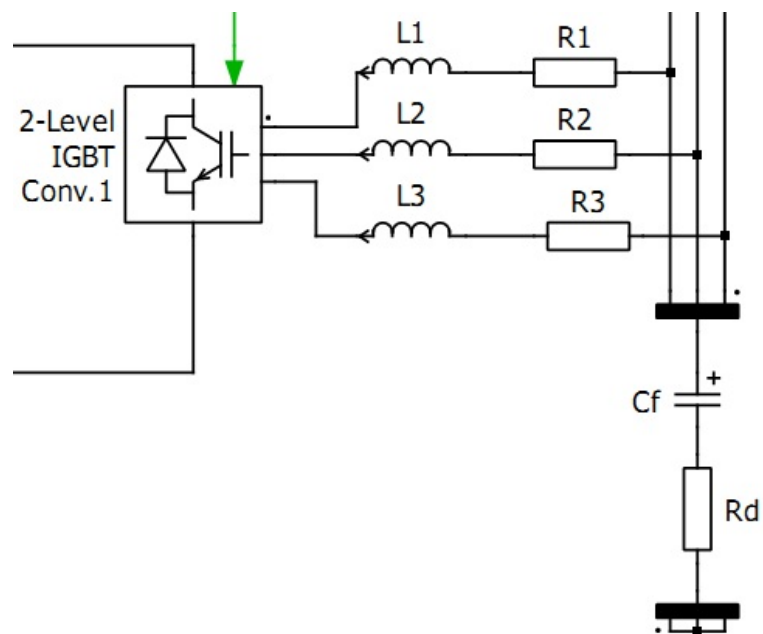 L1
R1
2-Level
IGBT
Conv.1
L2
R2
L3
R3
+
Cf
Rd